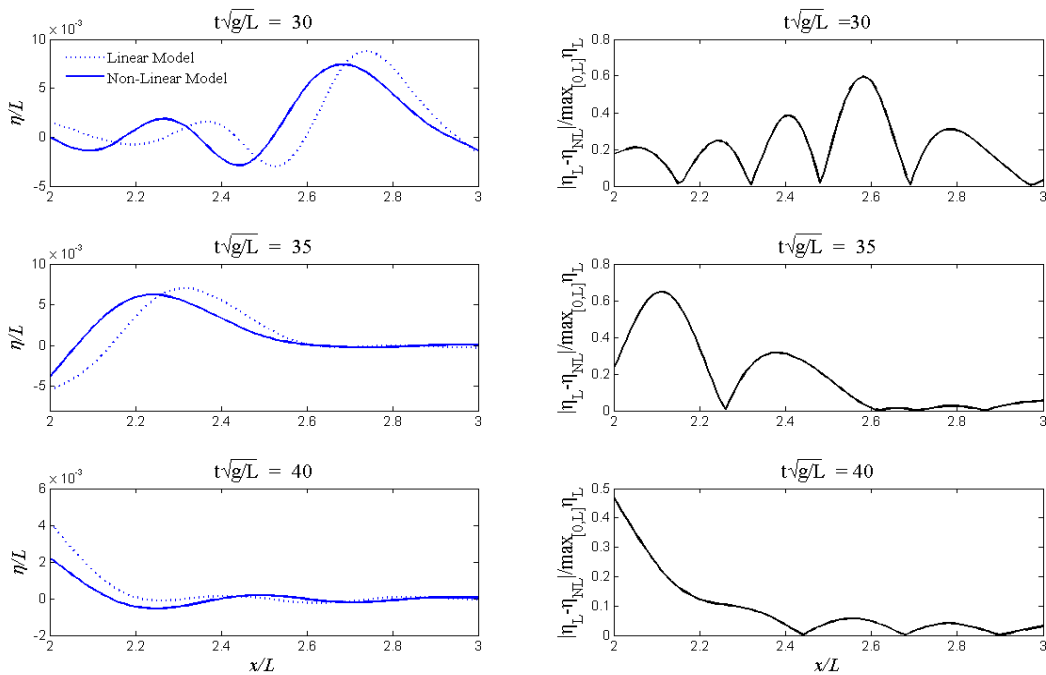 t√g/L = 30
× 10⁻³
10
5
0
−5
η/L
Linear Model
Non-Linear Model
2 2.2 2.4 2.6 2.8 3
t√g/L =30
0.8
0.6
0.4
0.2
0
|η_L-η_NL|/max_[0,L]η_L
2 2.2 2.4 2.6 2.8 3
t√g/L = 35
× 10⁻³
10
5
0
−5
η/L
2 2.2 2.4 2.6 2.8 3
t√g/L = 35
0.8
0.6
0.4
0.2
0
|η_L-η_NL|/max_[0,L]η_L
2 2.2 2.4 2.6 2.8 3
t√g/L = 40
× 10⁻³
6
4
2
0
−2
η/L
2 2.2 2.4 2.6 2.8 3
x/L
t√g/L = 40
0.5
0.4
0.3
0.2
0.1
0
|η_L-η_NL|/max_[0,L]η_L
2 2.2 2.4 2.6 2.8 3
x/L